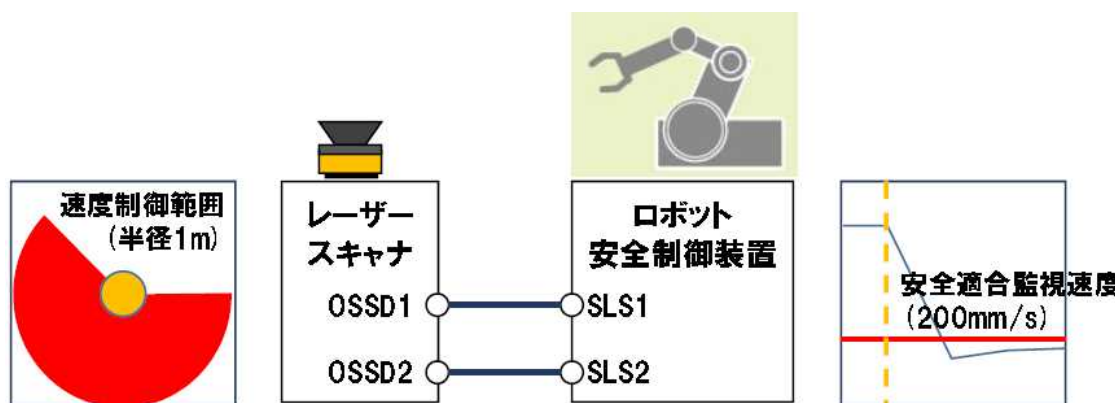 速度制御範囲
(半径1m)
レーザー
スキャナ
OSSD1
OSSD2
ロボット
安全制御装置
SLS1
SLS2
安全適合監視速度
(200mm/s)